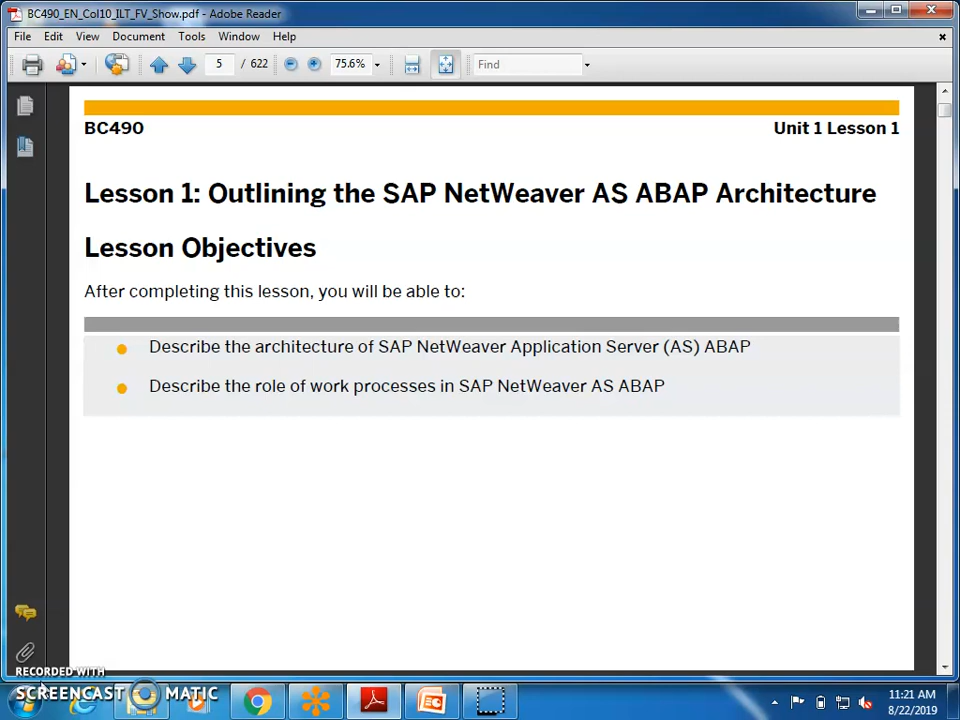 BC490_EN_Col10_ILT_FV_Show.pdf - Adobe Reader
File Edit View Document Tools Window Help
5 / 622 75.6% Find
BC490 Unit 1 Lesson 1
Lesson 1: Outlining the SAP NetWeaver AS ABAP Architecture
Lesson Objectives
After completing this lesson, you will be able to:
Describe the architecture of SAP NetWeaver Application Server (AS) ABAP
Describe the role of work processes in SAP NetWeaver AS ABAP
RECORDED WITH
SCREENCAST MATIC
11:21 AM
8/22/2019